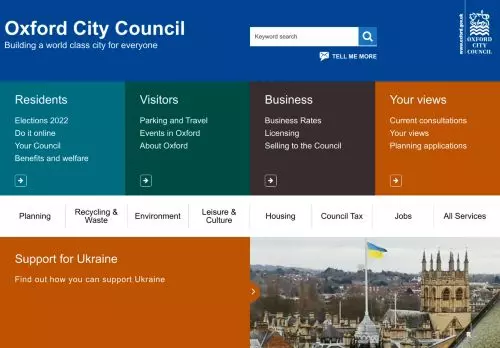 Oxford City Council
Building a world class city for everyone
Keyword search
TELL ME MORE
www.oxford.gov.uk
OXFORD
CITY
COUNCIL
Residents
Elections 2022
Do it online
Your Council
Benefits and welfare
Visitors
Parking and Travel
Events in Oxford
About Oxford
Business
Business Rates
Licensing
Selling to the Council
Your views
Current consultations
Your views
Planning applications
Planning
Recycling &
Waste
Environment
Leisure &
Culture
Housing
Council Tax
Jobs
All Services
Support for Ukraine
Find out how you can support Ukraine